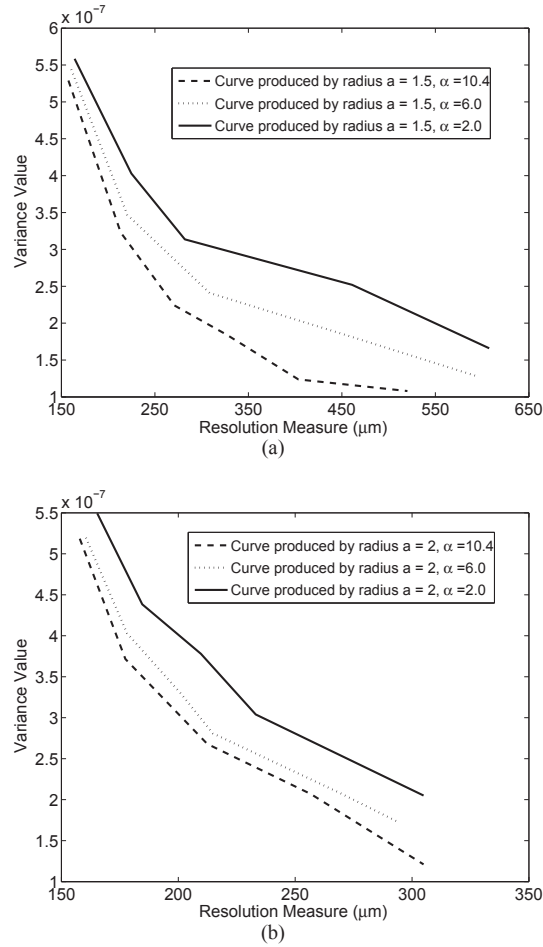 x 10⁻⁷
6
5.5
5
4.5
4
3.5
3
2.5
2
1.5
1
Variance Value
Curve produced by radius a = 1.5, α =10.4
Curve produced by radius a = 1.5, α =6.0
Curve produced by radius a = 1.5, α =2.0
150 250 350 450 550 650
Resolution Measure (μm)
(a)
x 10⁻⁷
5.5
5
4.5
4
3.5
3
2.5
2
1.5
1
Variance Value
Curve produced by radius a = 2, α =10.4
Curve produced by radius a = 2, α =6.0
Curve produced by radius a = 2, α =2.0
150 200 250 300 350
Resolution Measure (μm)
(b)